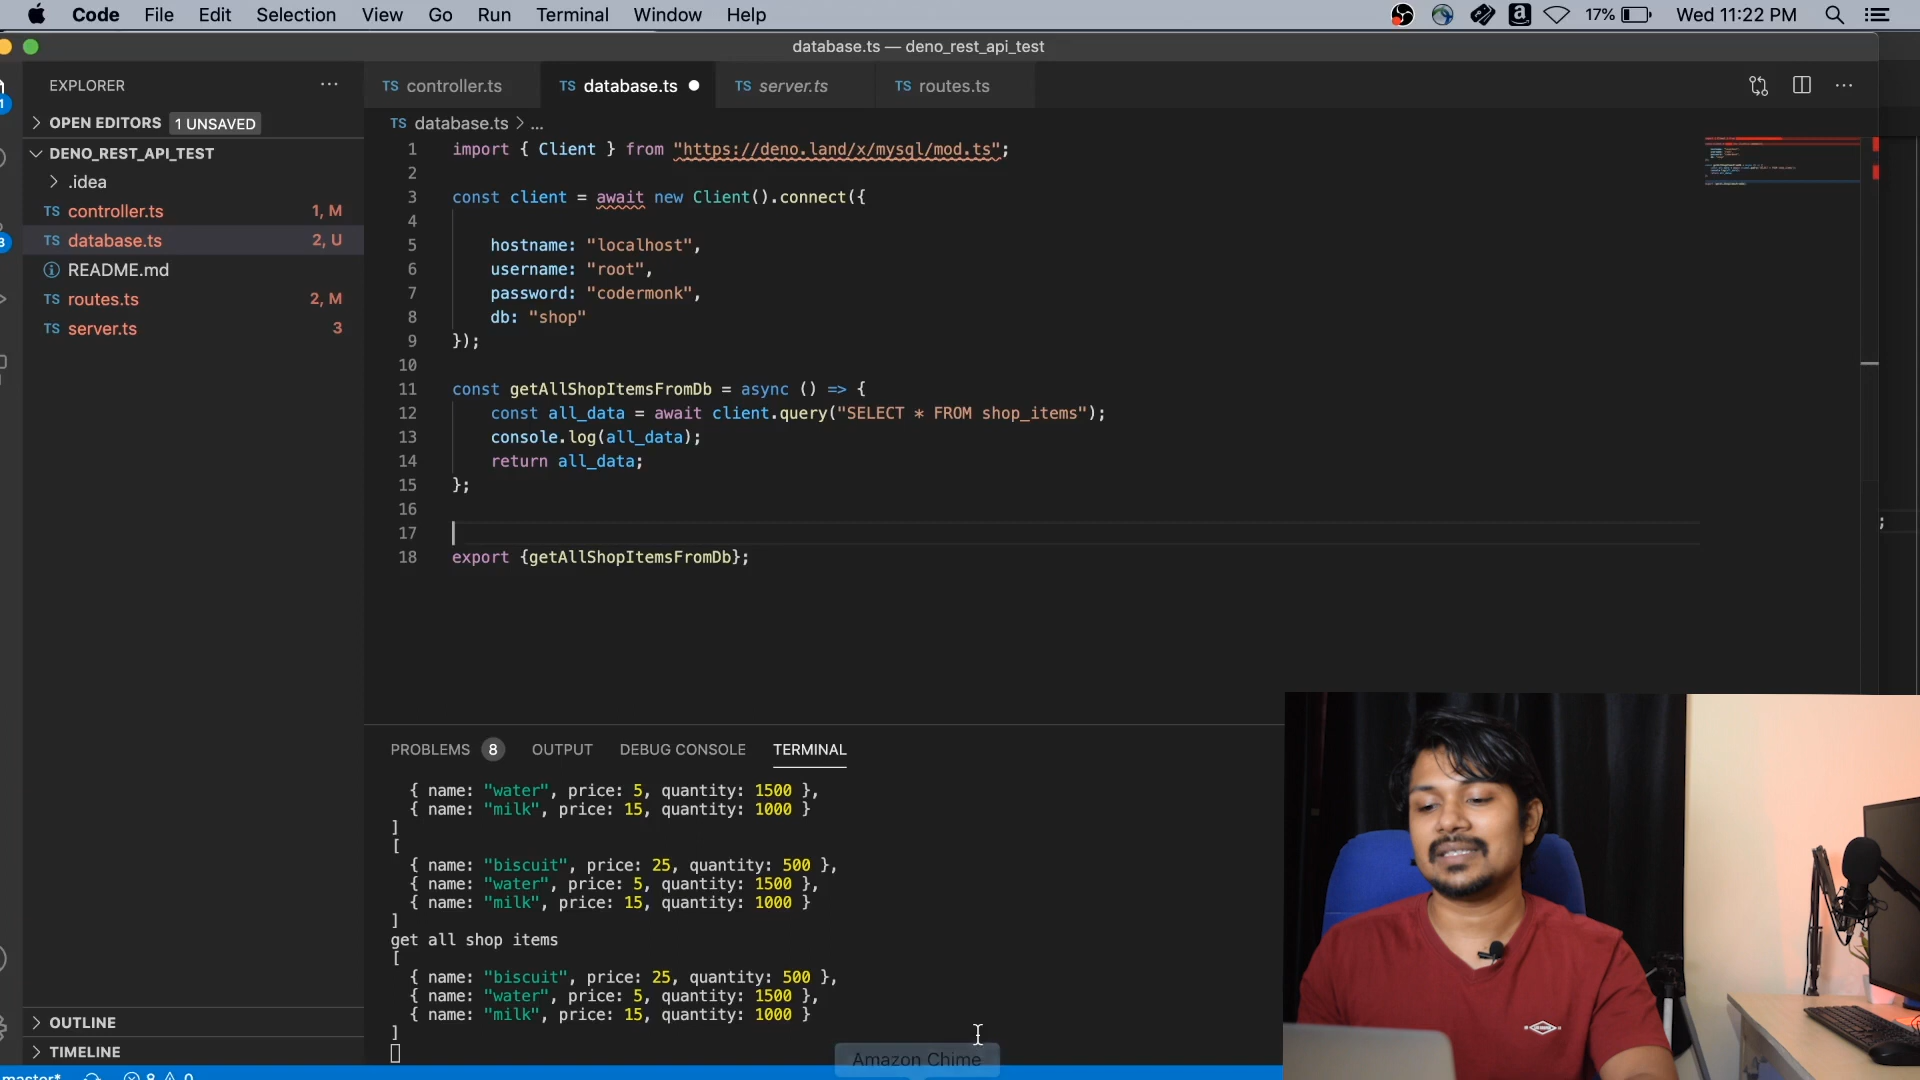 Code File Edit Selection View Go Run Terminal Window Help 17% Wed 11:22 PM
database.ts — deno_rest_api_test
EXPLORER
TS controller.ts TS database.ts TS server.ts TS routes.ts
OPEN EDITORS 1 UNSAVED
DENO_REST_API_TEST
.idea
TS controller.ts 1, M
TS database.ts 2, U
README.md
TS routes.ts 2, M
TS server.ts 3
TS database.ts > ...
1 import { Client } from "https://deno.land/x/mysql/mod.ts";
2
3 const client = await new Client().connect({
4
5 hostname: "localhost",
6 username: "root",
7 password: "codermonk",
8 db: "shop"
9 });
10
11 const getAllShopItemsFromDb = async () => {
12 const all_data = await client.query("SELECT * FROM shop_items");
13 console.log(all_data);
14 return all_data;
15 };
16
17
18 export {getAllShopItemsFromDb};
PROBLEMS 8 OUTPUT DEBUG CONSOLE TERMINAL
{ name: "water", price: 5, quantity: 1500 },
{ name: "milk", price: 15, quantity: 1000 }
]
[
{ name: "biscuit", price: 25, quantity: 500 },
{ name: "water", price: 5, quantity: 1500 },
{ name: "milk", price: 15, quantity: 1000 }
]
get all shop items
[
{ name: "biscuit", price: 25, quantity: 500 },
{ name: "water", price: 5, quantity: 1500 },
{ name: "milk", price: 15, quantity: 1000 }
]
OUTLINE
TIMELINE
Amazon Chime
master* 8 0